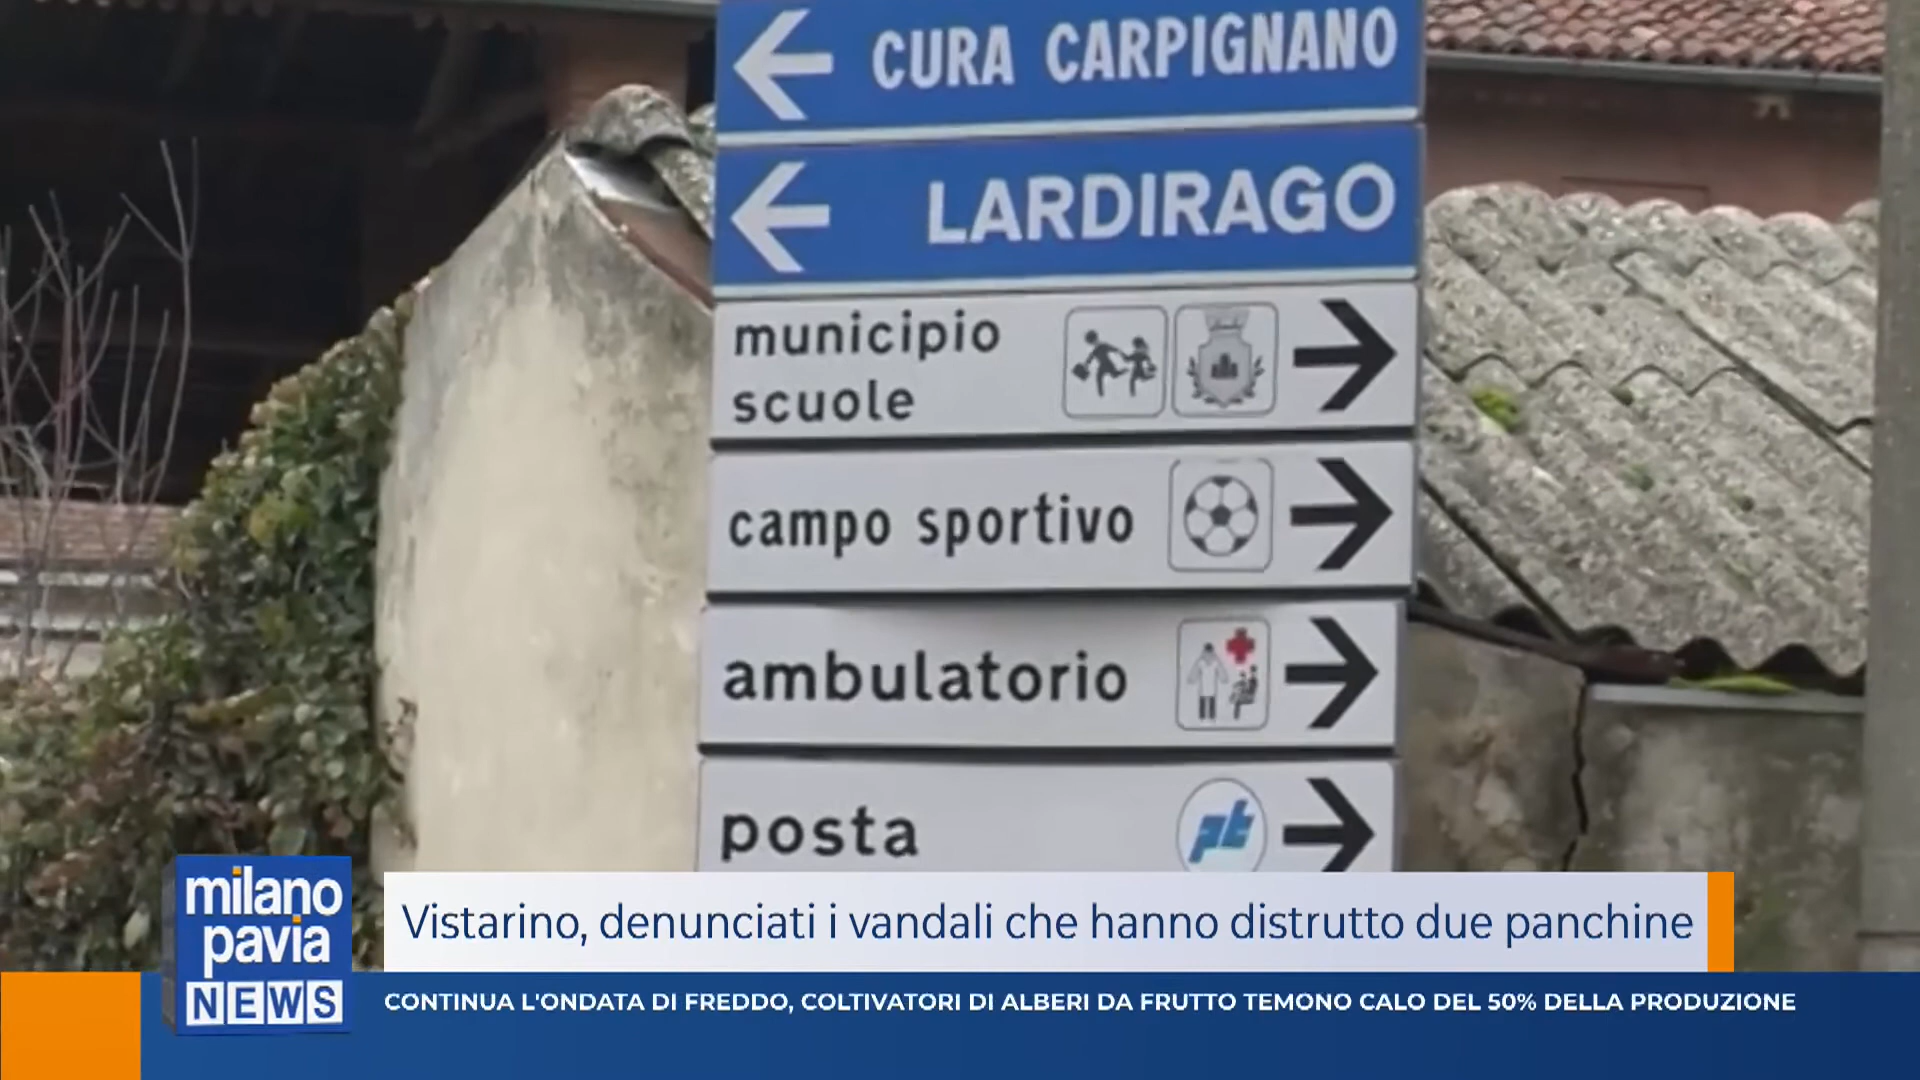 CURA CARPIGNANO
LARDIRAGO
municipio
scuole
campo sportivo
ambulatorio
posta
pt
milano
pavia
NEWS
Vistarino, denunciati i vandali che hanno distrutto due panchine
CONTINUA L'ONDATA DI FREDDO, COLTIVATORI DI ALBERI DA FRUTTO TEMONO CALO DEL 50% DELLA PRODUZIONE